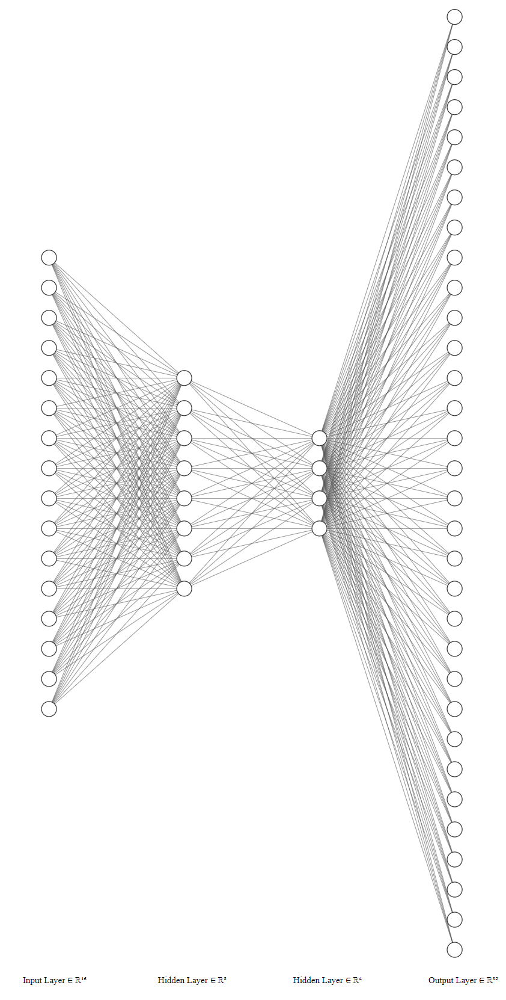 Input Layer ∈ ℝ¹⁶
Hidden Layer ∈ ℝ⁸
Hidden Layer ∈ ℝ⁴
Output Layer ∈ ℝ³²